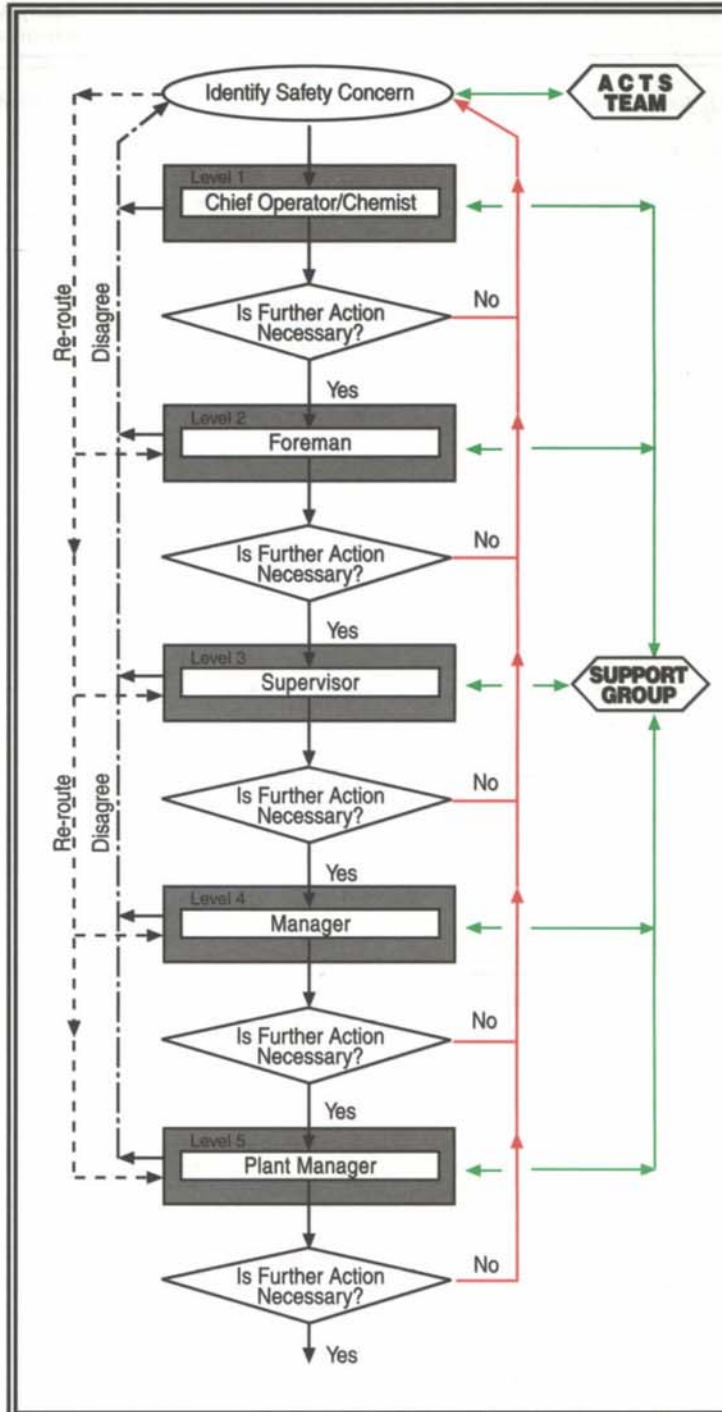 Identify Safety Concern
A C T S
TEAM
Level 1
Chief Operator/Chemist
Is Further Action
Necessary?
No
Re-route
Disagree
Yes
Level 2
Foreman
Is Further Action
Necessary?
No
Yes
Level 3
Supervisor
SUPPORT
GROUP
Is Further Action
Necessary?
No
Re-route
Disagree
Yes
Level 4
Manager
Is Further Action
Necessary?
No
Yes
Level 5
Plant Manager
Is Further Action
Necessary?
No
Yes